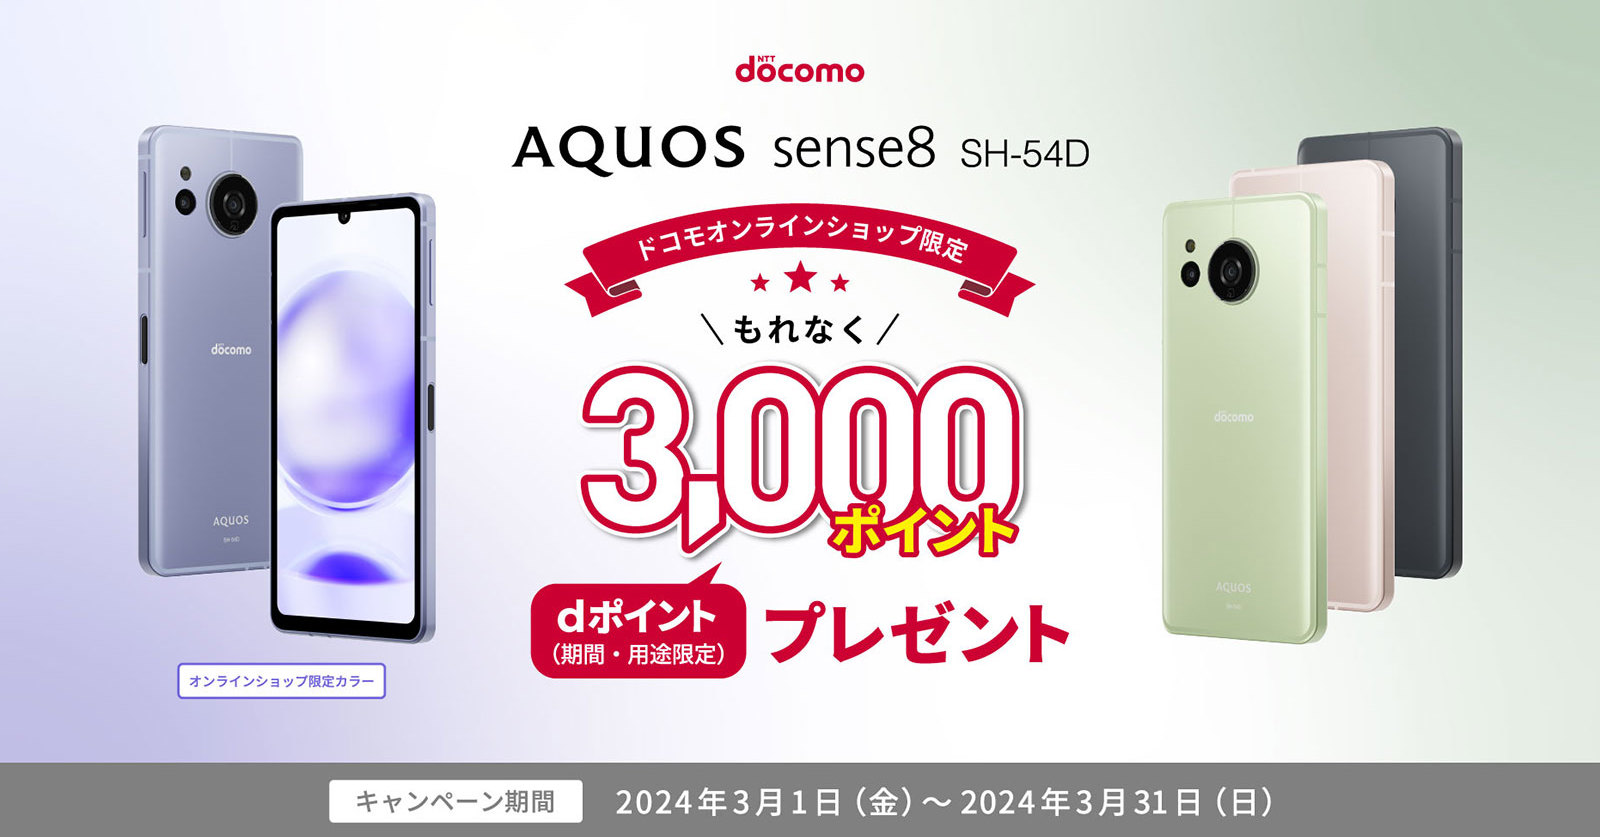 NTT
döcomo
AQUOS sense8 SH-54D
ドコモオンラインショップ限定
もれなく
3,000
ポイント
dポイント
(期間・用途限定)
プレゼント
docomo
AQUOS
オンラインショップ限定カラー
docomo
AQUOS
キャンペーン期間 2024年3月1日(金)～2024年3月31日(日)